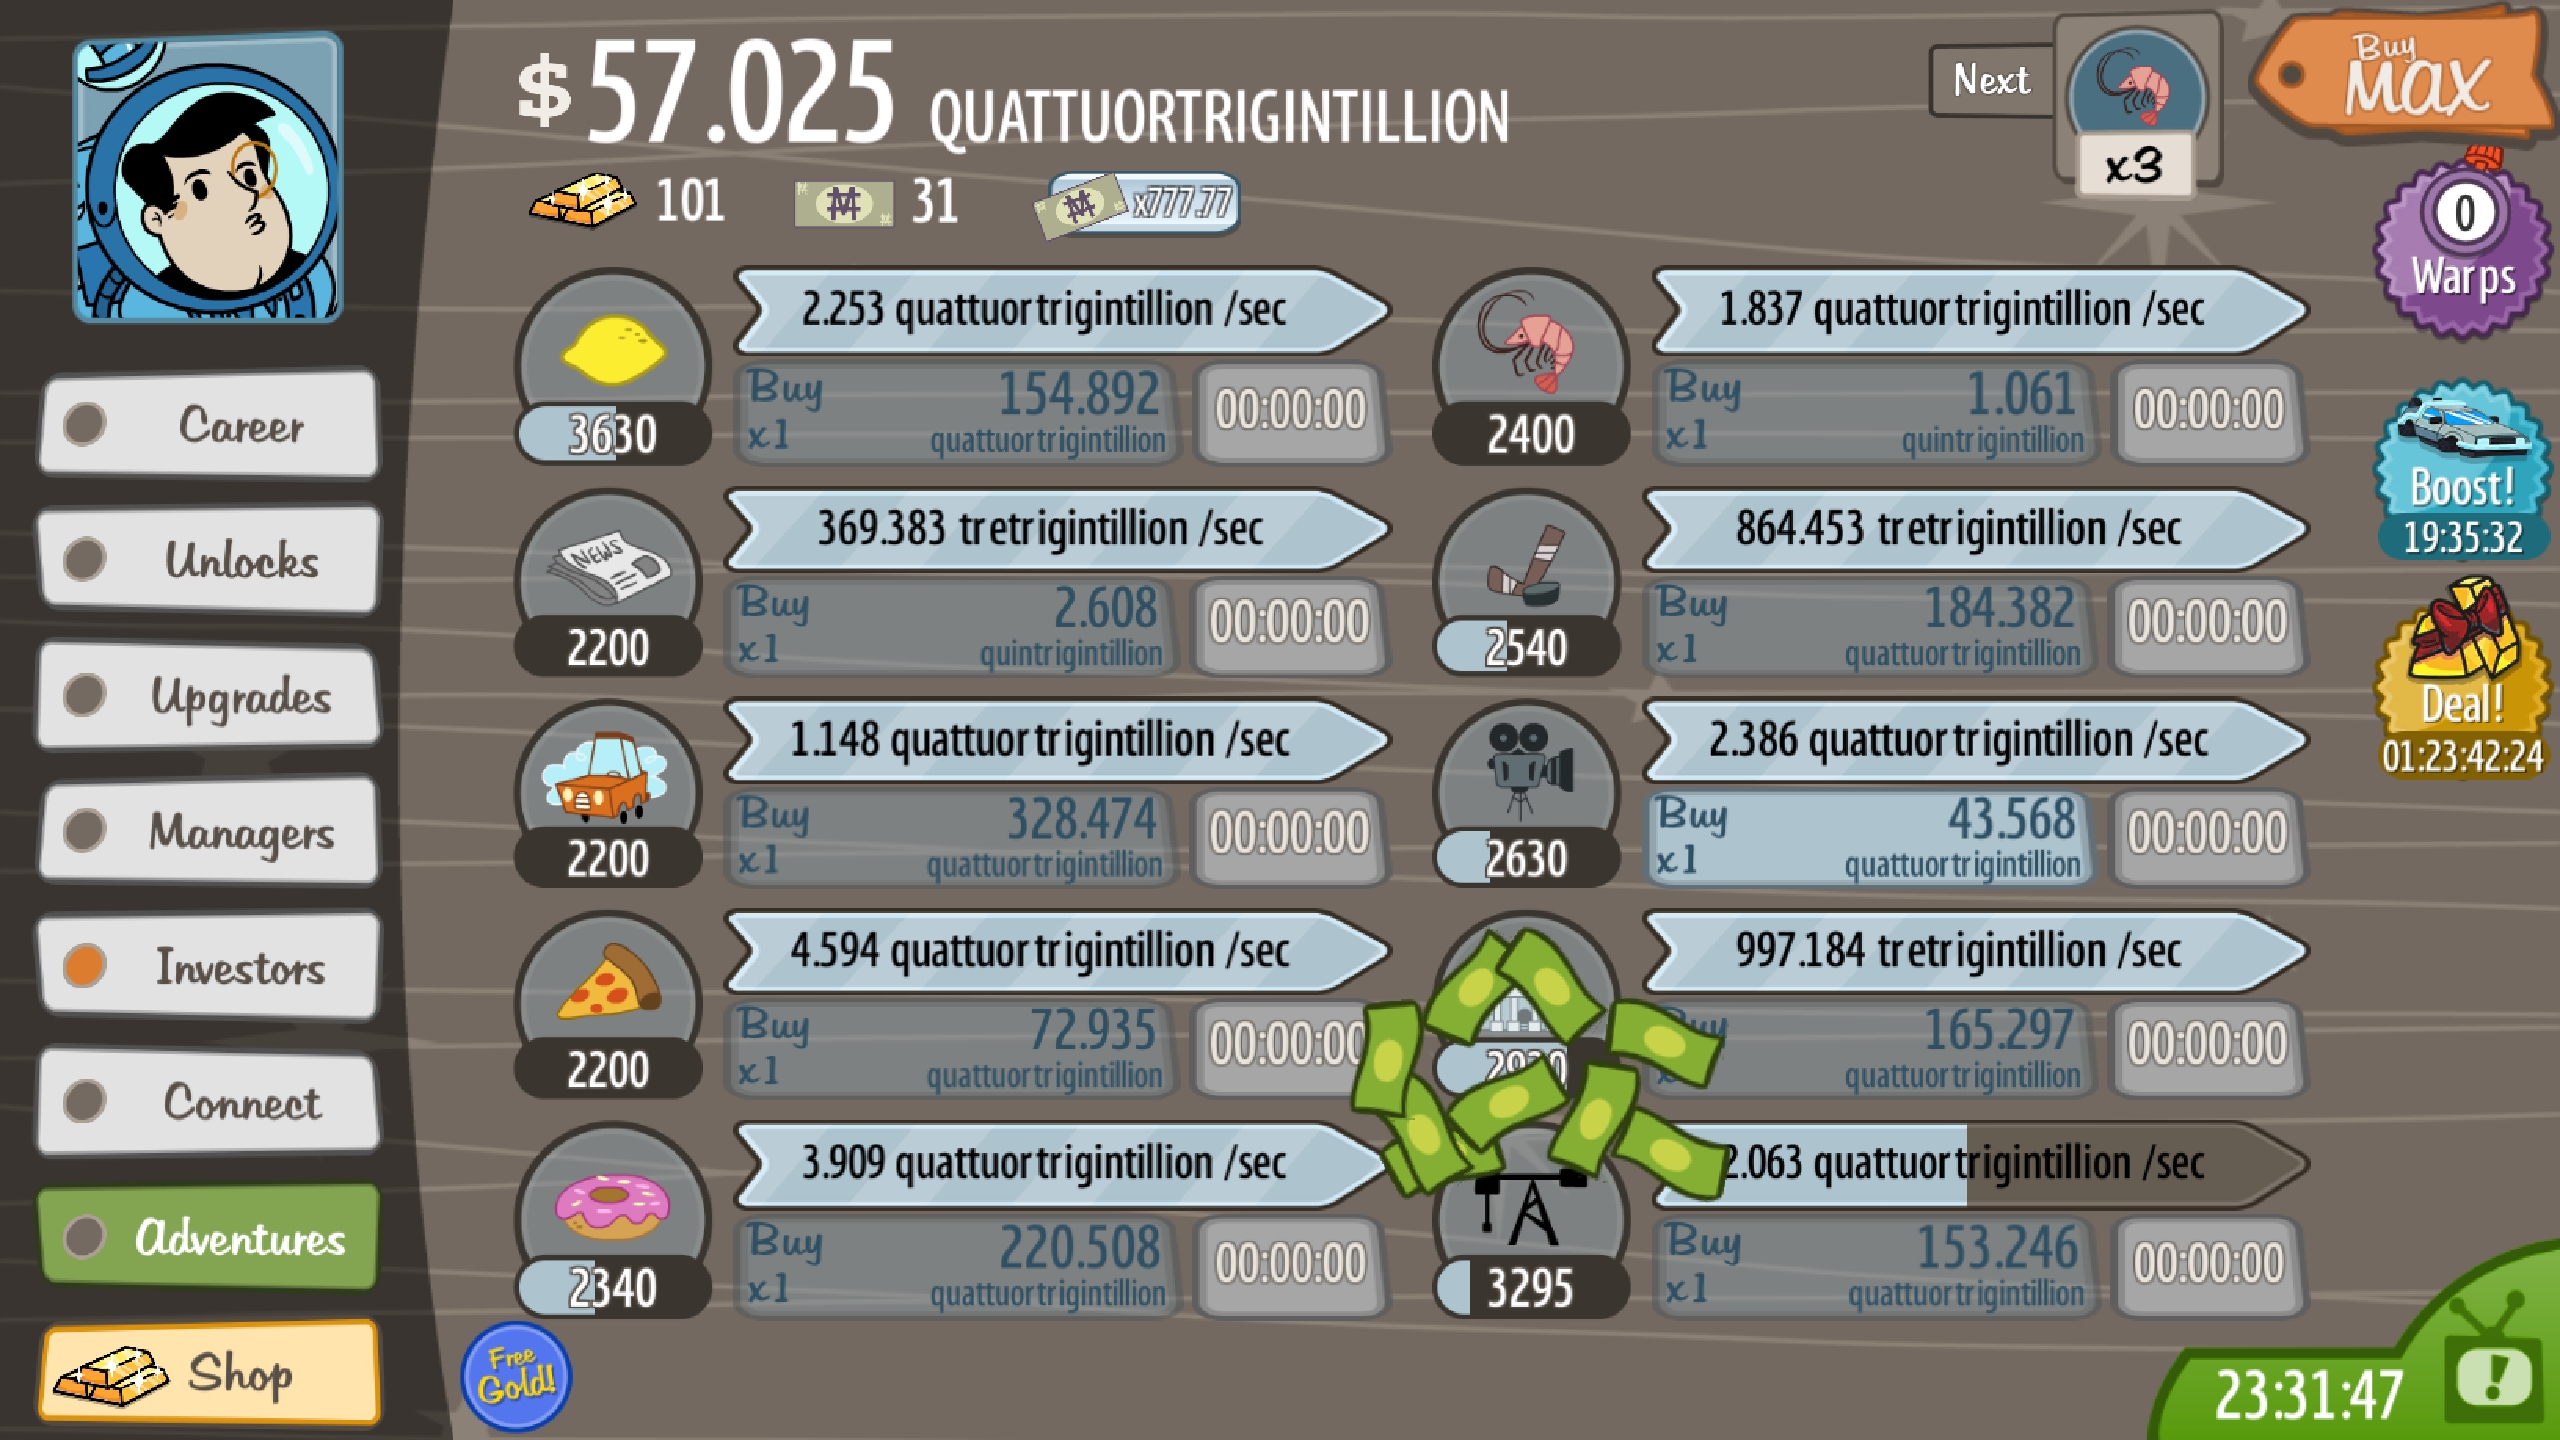 $57.025 QUATTUORTRIGINTILLION
Next
x3
Buy
MAX
101
31
x777.77
0
Warps
Boost!
19:35:32
Deal!
01:23:42:24
Career
Unlocks
Upgrades
Managers
Investors
Connect
Adventures
Shop
2.253 quattuortrigintillion /sec
3630
Buy 154.892
x1 quattuortrigintillion
00:00:00
1.837 quattuortrigintillion /sec
2400
Buy 1.061
x1 quintrigintillion
00:00:00
NEWS
369.383 tretrigintillion /sec
2200
Buy 2.608
x1 quintrigintillion
00:00:00
864.453 tretrigintillion /sec
2540
Buy 184.382
x1 quattuortrigintillion
00:00:00
1.148 quattuortrigintillion /sec
2200
Buy 328.474
x1 quattuortrigintillion
00:00:00
2.386 quattuortrigintillion /sec
2630
Buy 43.568
x1 quattuortrigintillion
00:00:00
4.594 quattuortrigintillion /sec
2200
Buy 72.935
x1 quattuortrigintillion
00:00:00
997.184 tretrigintillion /sec
165.297
quattuortrigintillion
00:00:00
3.909 quattuortrigintillion /sec
2340
Buy 220.508
x1 quattuortrigintillion
00:00:00
2.063 quattuortrigintillion /sec
3295
Buy 153.246
x1 quattuortrigintillion
00:00:00
Free
Gold!
23:31:47
!